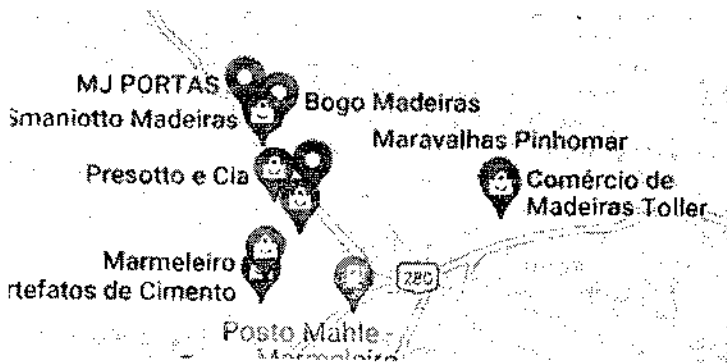 MJ PORTAS
Bogo Madeiras
Smaniotto Madeiras
Maravalhas Pinhomar
Presotto e Cia
Comércio de
Madeiras Toller
Marmeleiro
rtefatos de Cimento
280
Posto Mahle -
Marmeleiro